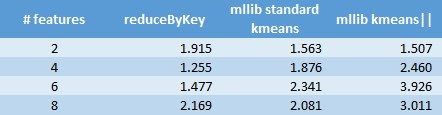 # features reduceByKey mllib standard kmeans mllib kmeans||
2 1.915 1.563 1.507
4 1.255 1.876 2.460
6 1.477 2.341 3.926
8 2.169 2.081 3.011